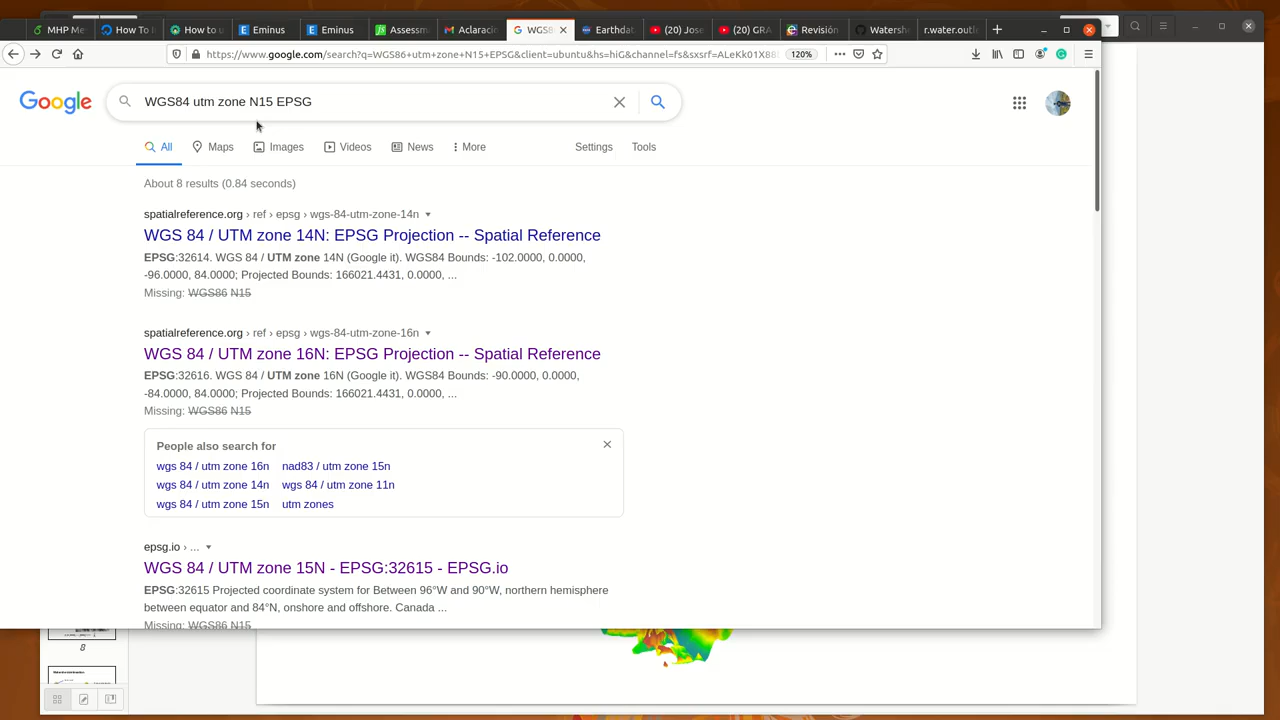 MHP Me
How To I
How to u
Eminus
Eminus
Assessm
Aclaracio
WGS8
Earthda
(20) Jose
(20) GRA
Revisión
Watersh
r.water.outle
https://www.google.com/search?q=WGS86+utm+zone+N15+EPSG&client=ubuntu&hs=hiG&channel=fs&sxsrf=ALeKk01X88
120%
Google
WGS84 utm zone N15 EPSG
All
Maps
Images
Videos
News
More
Settings
Tools
About 8 results (0.84 seconds)
spatialreference.org › ref › epsg › wgs-84-utm-zone-14n
WGS 84 / UTM zone 14N: EPSG Projection -- Spatial Reference
EPSG:32614. WGS 84 / UTM zone 14N (Google it). WGS84 Bounds: -102.0000, 0.0000,
-96.0000, 84.0000; Projected Bounds: 166021.4431, 0.0000, ...
Missing: WGS86 N15
spatialreference.org › ref › epsg › wgs-84-utm-zone-16n
WGS 84 / UTM zone 16N: EPSG Projection -- Spatial Reference
EPSG:32616. WGS 84 / UTM zone 16N (Google it). WGS84 Bounds: -90.0000, 0.0000,
-84.0000, 84.0000; Projected Bounds: 166021.4431, 0.0000, ...
Missing: WGS86 N15
People also search for
wgs 84 / utm zone 16n
nad83 / utm zone 15n
wgs 84 / utm zone 14n
wgs 84 / utm zone 11n
wgs 84 / utm zone 15n
utm zones
epsg.io › ...
WGS 84 / UTM zone 15N - EPSG:32615 - EPSG.io
EPSG:32615 Projected coordinate system for Between 96°W and 90°W, northern hemisphere
between equator and 84°N, onshore and offshore. Canada ...
Missing: WGS86 N15
8